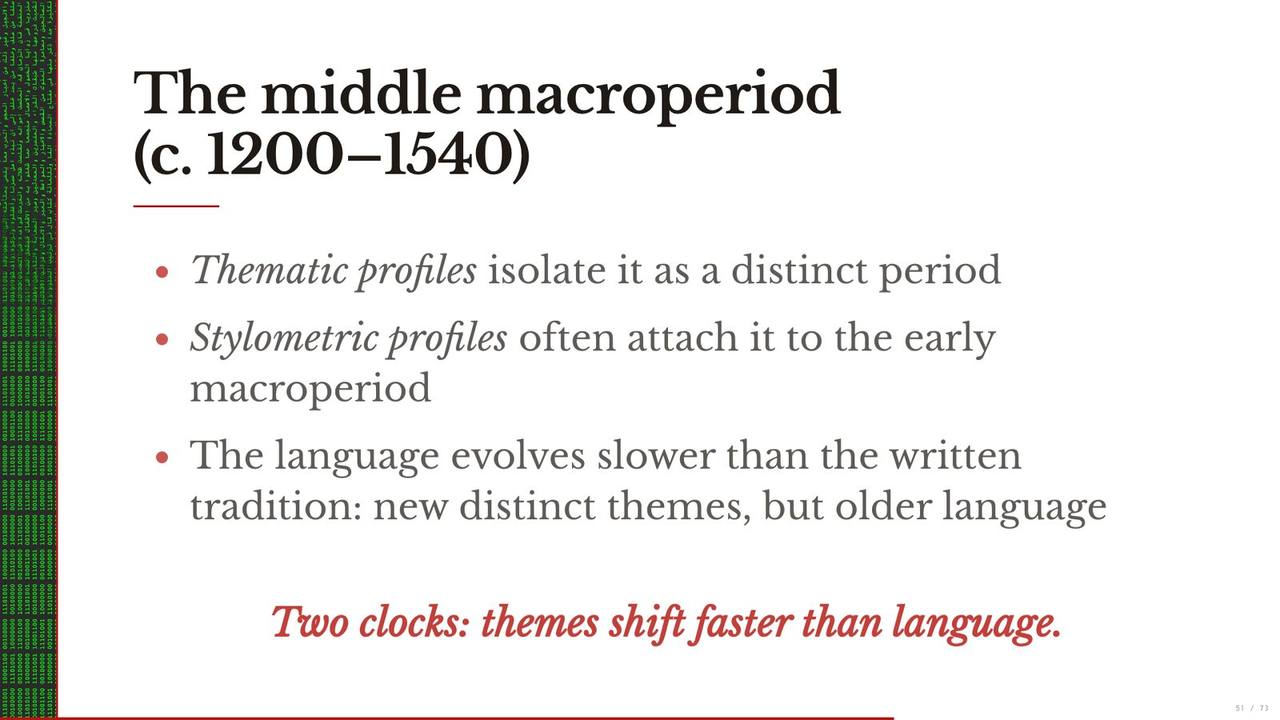 The middle macroperiod
(c. 1200–1540)
• Thematic profiles isolate it as a distinct period
• Stylometric profiles often attach it to the early
macroperiod
• The language evolves slower than the written
tradition: new distinct themes, but older language
Two clocks: themes shift faster than language.
51 / 73